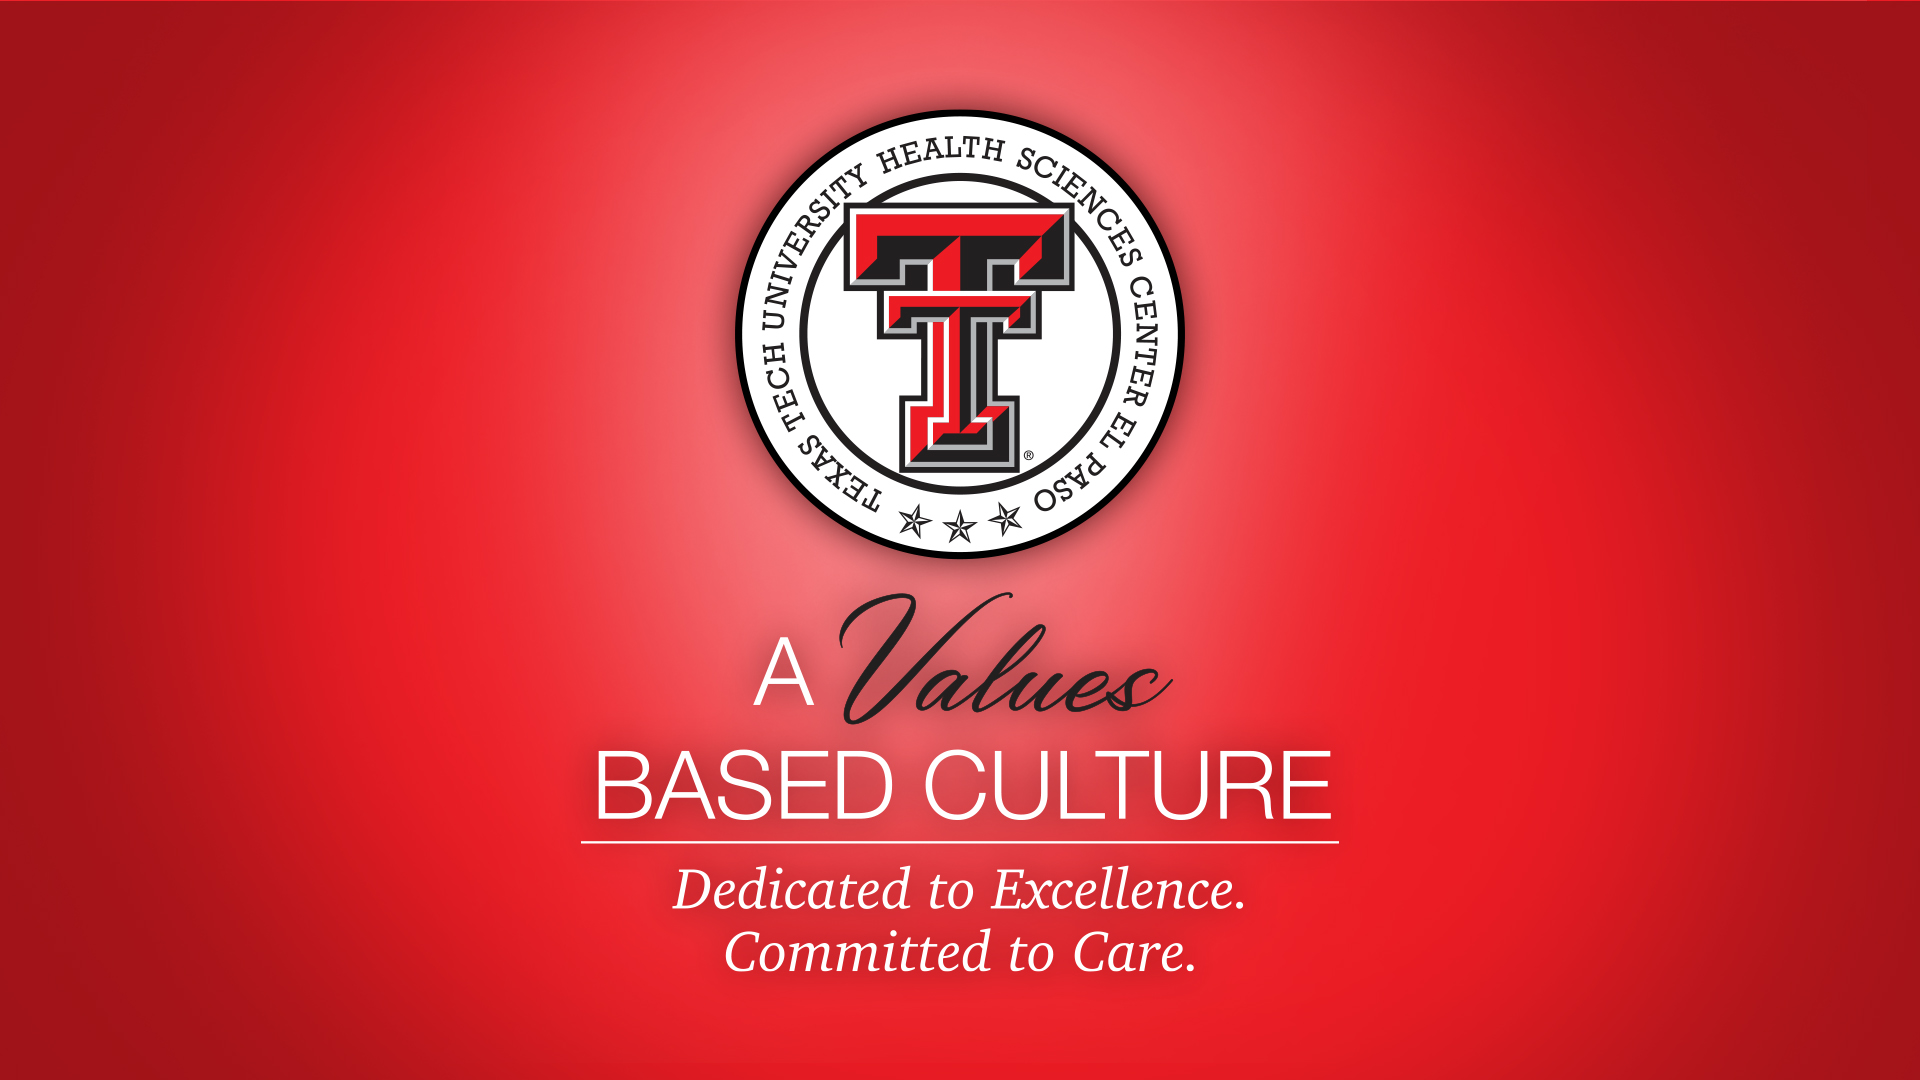 TEXAS TECH UNIVERSITY HEALTH SCIENCES CENTER EL PASO
®
A Values
BASED CULTURE
Dedicated to Excellence.
Committed to Care.